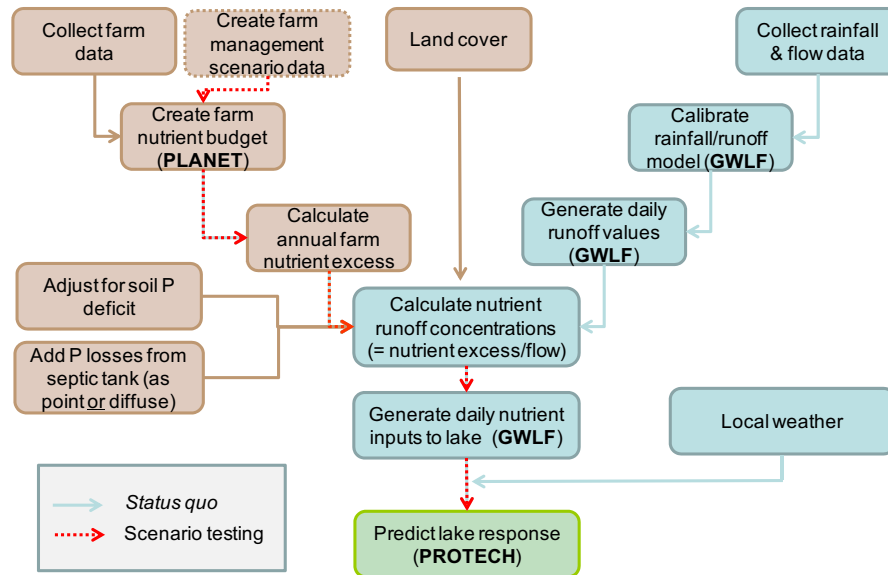 Collect farm
data
Create farm
management
scenario data
Land cover
Collect rainfall
& flow data
Create farm
nutrient budget
(PLANET)
Calibrate
rainfall/runoff
model (GWLF)
Calculate
annual farm
nutrient excess
Generate daily
runoff values
(GWLF)
Adjust for soil P
deficit
Calculate nutrient
runoff concentrations
(= nutrient excess/flow)
Add P losses from
septic tank (as
point or diffuse)
Generate daily nutrient
inputs to lake (GWLF)
Local weather
Status quo
Scenario testing
Predict lake response
(PROTECH)